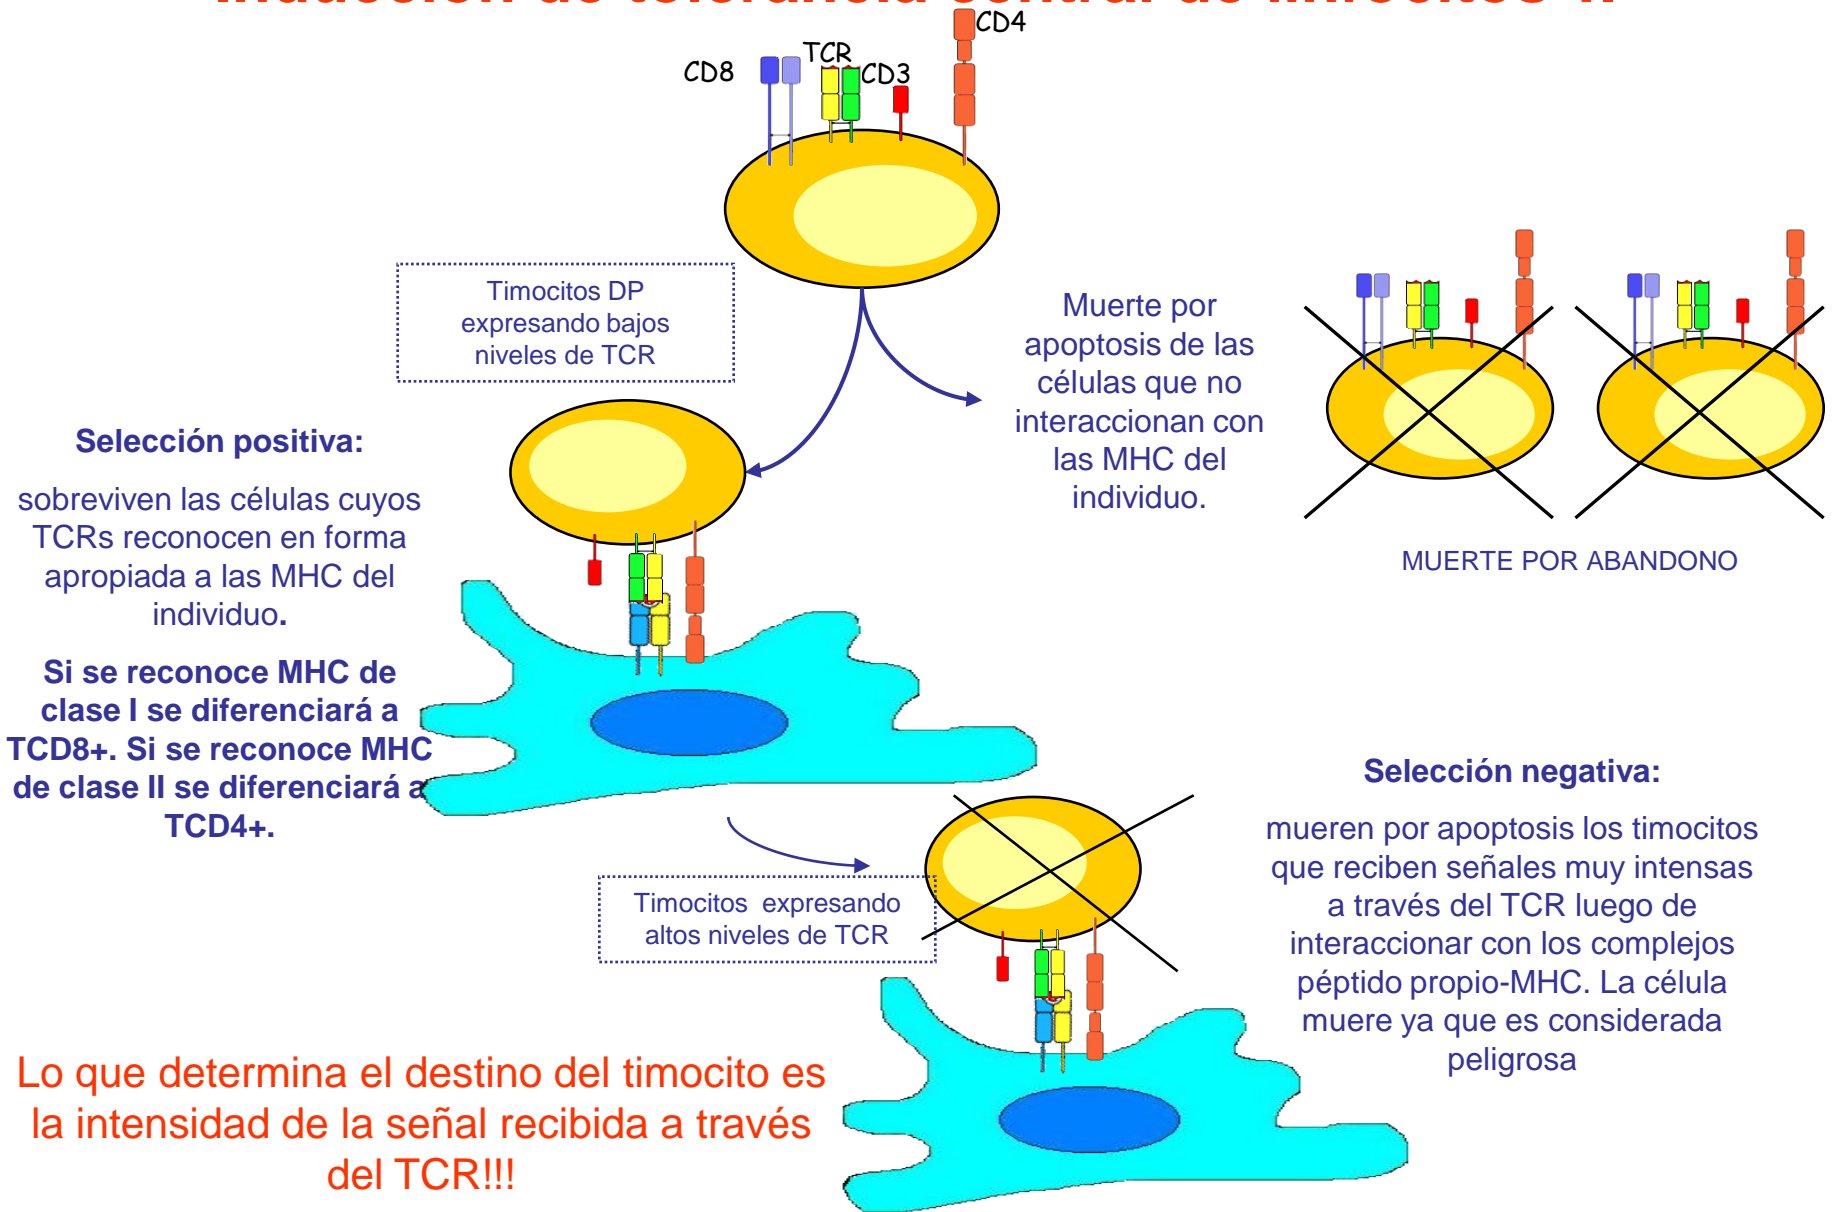 Inducción de tolerancia central de linfocitos T.
CD4
TCR
CD8
CD3
Timocitos DP
expresando bajos
niveles de TCR
Muerte por
apoptosis de las
células que no
interaccionan con
las MHC del
individuo.
MUERTE POR ABANDONO
Selección positiva:
sobreviven las células cuyos
TCRs reconocen en forma
apropiada a las MHC del
individuo.
Si se reconoce MHC de
clase I se diferenciará a
TCD8+. Si se reconoce MHC
de clase II se diferenciará a
TCD4+.
Timocitos expresando
altos niveles de TCR
Selección negativa:
mueren por apoptosis los timocitos
que reciben señales muy intensas
a través del TCR luego de
interaccionar con los complejos
péptido propio-MHC. La célula
muere ya que es considerada
peligrosa
Lo que determina el destino del timocito es
la intensidad de la señal recibida a través
del TCR!!!